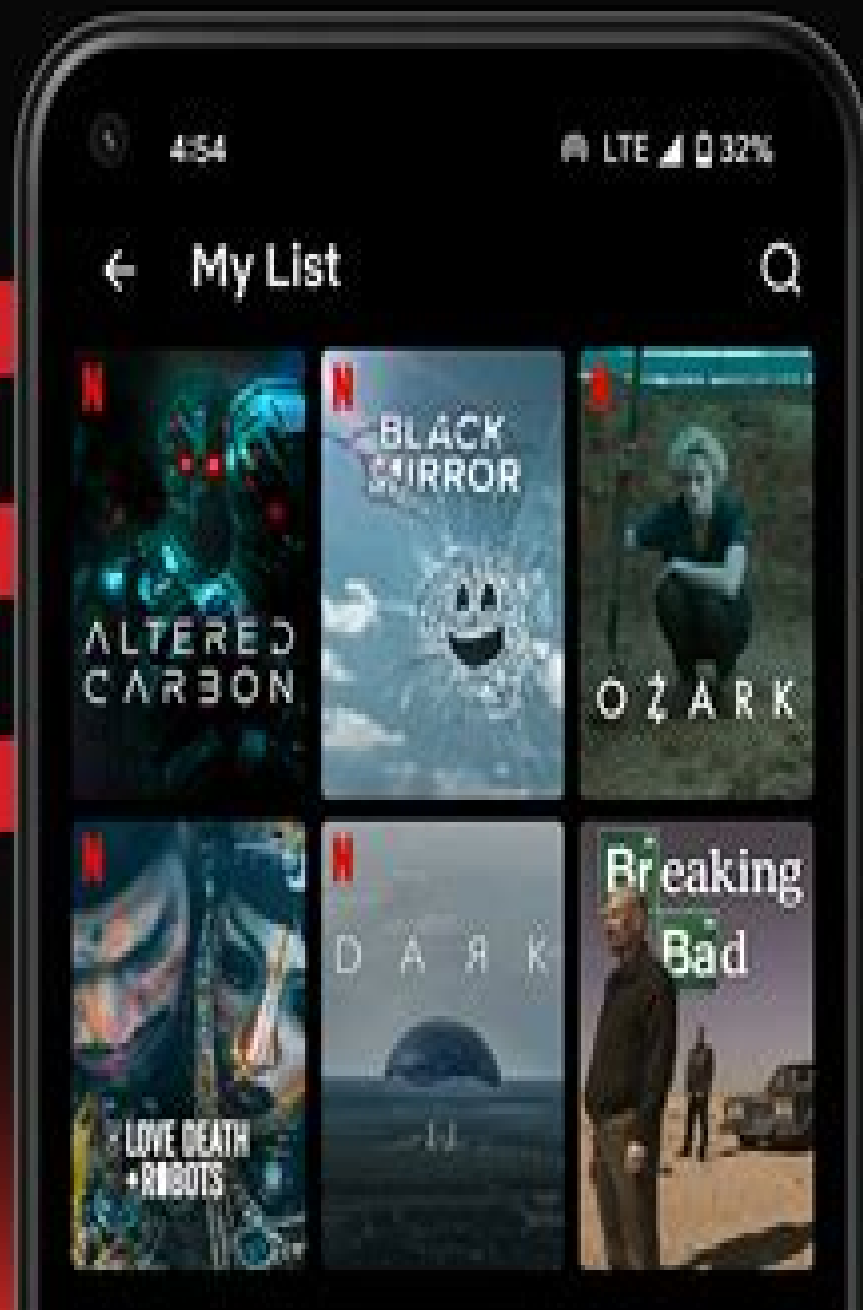 4:54 LTE 32%
My List
N
N
N
ALTERED
CARBON
BLACK
MIRROR
OZARK
N
N
LOVE DEATH
+ROBOTS
DARK
Breaking
Bad